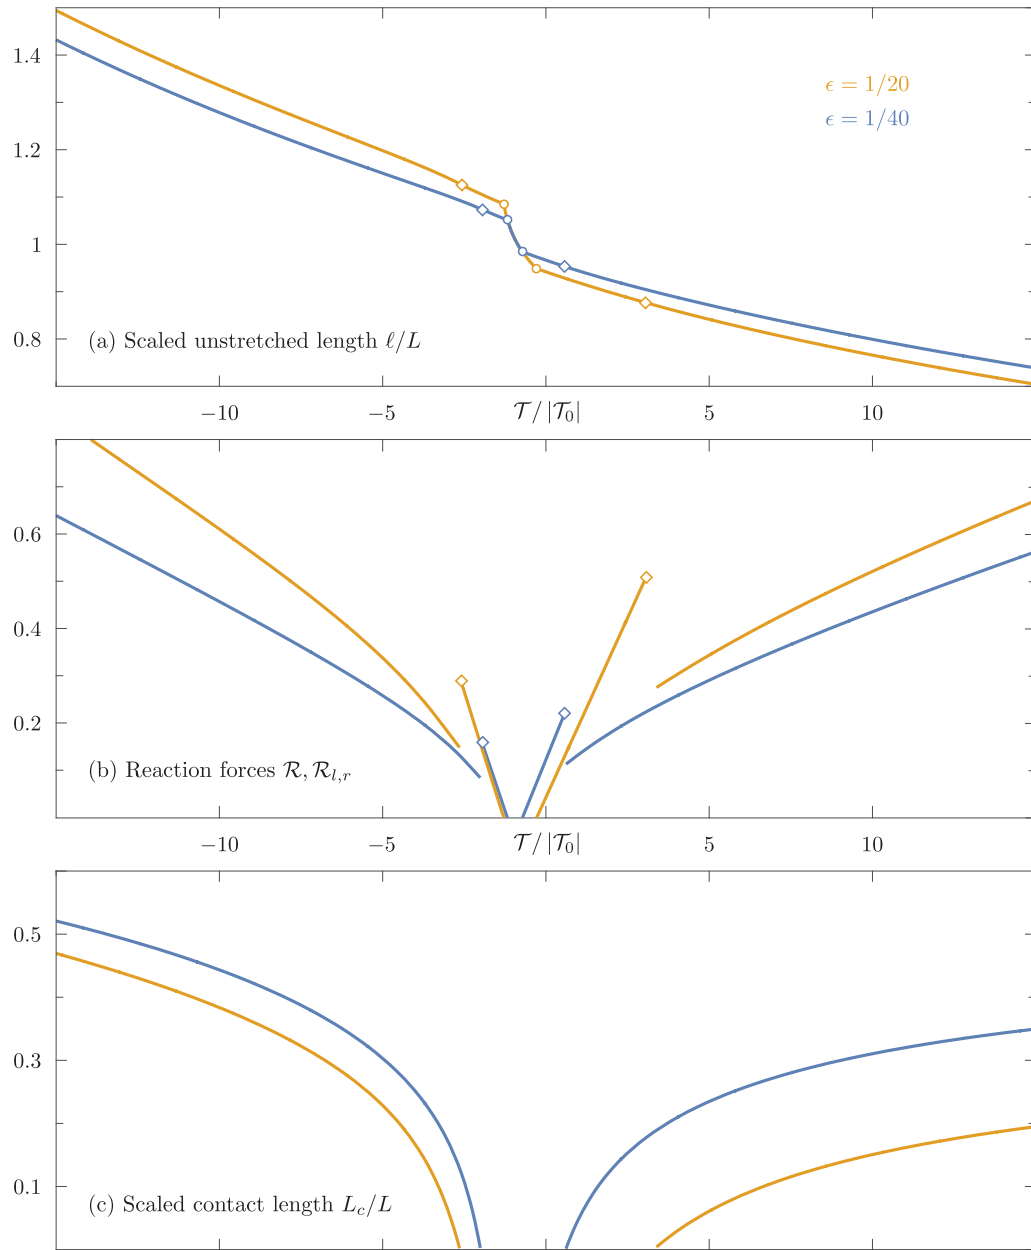 1.4
1.2
1
0.8
ϵ = 1/20
ϵ = 1/40
(a) Scaled unstretched length ℓ/L
−10
−5
𝒯/|𝒯₀|
5
10
0.6
0.4
0.2
(b) Reaction forces ℛ, ℛ_{l,r}
−10
−5
𝒯/|𝒯₀|
5
10
0.5
0.3
0.1
(c) Scaled contact length L_c/L